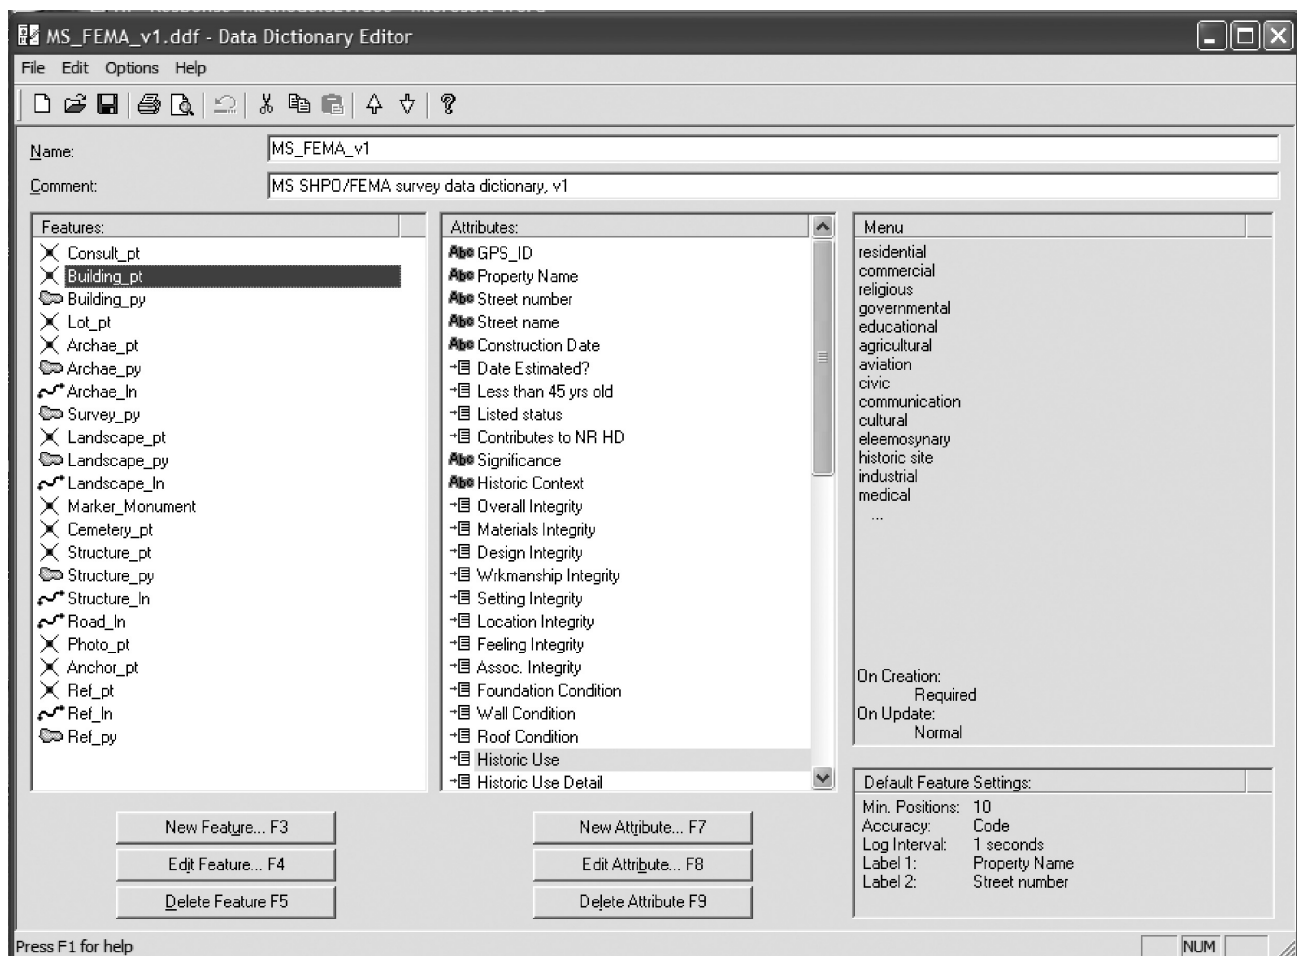 MS_FEMA_v1.ddf - Data Dictionary Editor
File Edit Options Help
Name: MS_FEMA_v1
Comment: MS SHPO/FEMA survey data dictionary, v1
Features:
Consult_pt
Building_pt
Building_py
Lot_pt
Archae_pt
Archae_py
Archae_ln
Survey_py
Landscape_pt
Landscape_py
Landscape_ln
Marker_Monument
Cemetery_pt
Structure_pt
Structure_py
Structure_ln
Road_ln
Photo_pt
Anchor_pt
Ref_pt
Ref_ln
Ref_py
Attributes:
Abc GPS_ID
Abc Property Name
Abc Street number
Abc Street name
Abc Construction Date
Date Estimated?
Less than 45 yrs old
Listed status
Contributes to NR HD
Abc Significance
Abc Historic Context
Overall Integrity
Materials Integrity
Design Integrity
Wrkmanship Integrity
Setting Integrity
Location Integrity
Feeling Integrity
Assoc. Integrity
Foundation Condition
Wall Condition
Roof Condition
Historic Use
Historic Use Detail
Menu
residential
commercial
religious
governmental
educational
agricultural
aviation
civic
communication
cultural
eleemosynary
historic site
industrial
medical
...
On Creation:
Required
On Update:
Normal
Default Feature Settings:
Min. Positions: 10
Accuracy: Code
Log Interval: 1 seconds
Label 1: Property Name
Label 2: Street number
New Feature... F3
Edit Feature... F4
Delete Feature F5
New Attribute... F7
Edit Attribute... F8
Delete Attribute F9
Press F1 for help
NUM